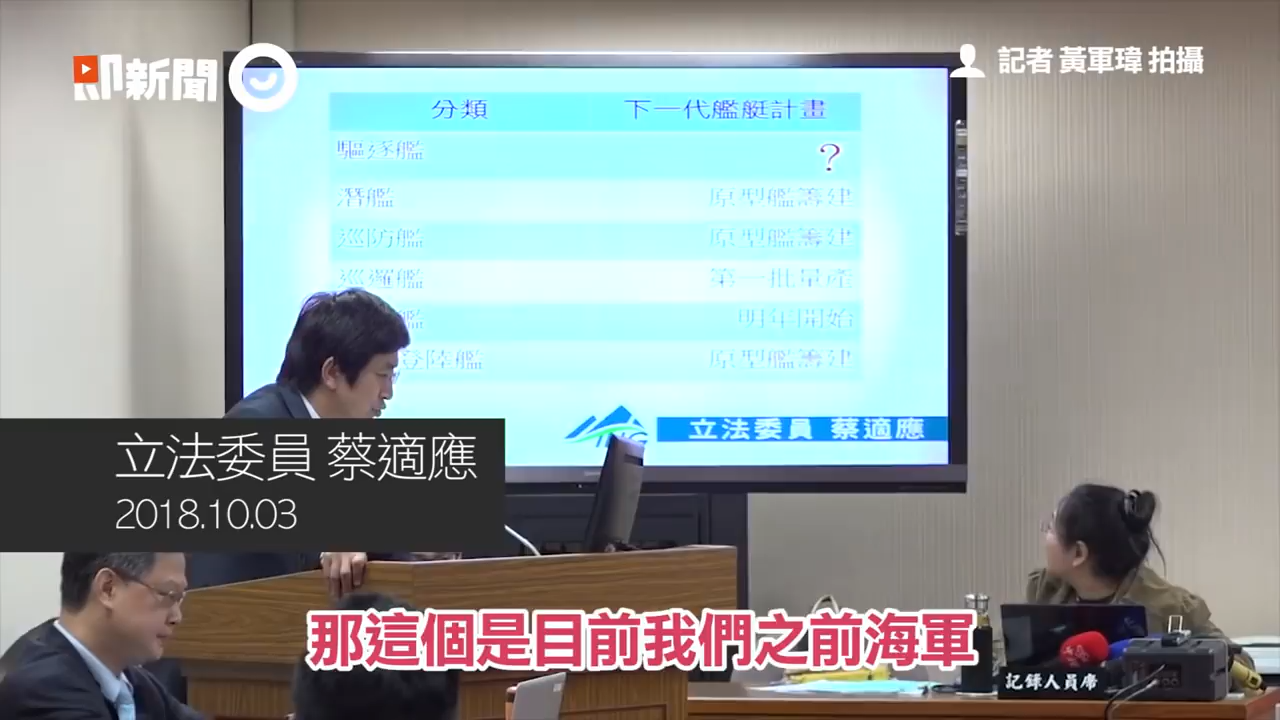 即新聞
記者 黃軍瑋 拍攝
分類 下一代艦艇計畫
驅逐艦 ?
潛艦 原型艦籌建
巡防艦 原型艦籌建
巡邏艦 第一批量產
艦 明年開始
登陸艦 原型艦籌建
立法委員 蔡適應
立法委員 蔡適應
2018.10.03
那這個是目前我們之前海軍
記錄人員席